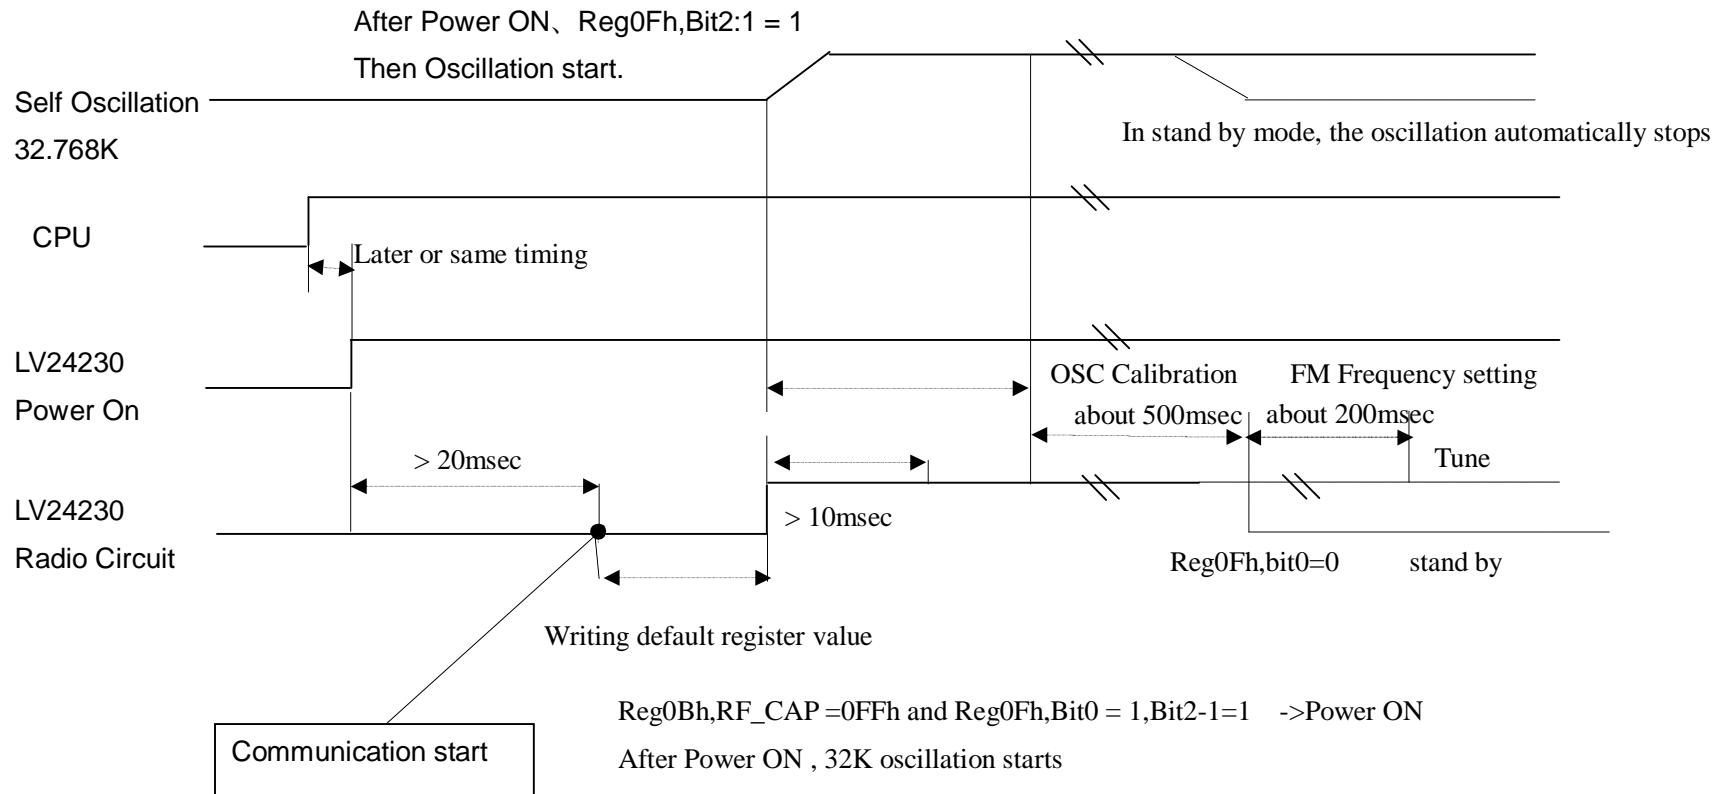 After Power ON、Reg0Fh,Bit2:1 = 1
Then Oscillation start.
Self Oscillation
32.768K
In stand by mode, the oscillation automatically stops
CPU
Later or same timing
LV24230
Power On
OSC Calibration
about 500msec
FM Frequency setting
about 200msec
> 20msec
Tune
LV24230
Radio Circuit
> 10msec
Reg0Fh,bit0=0
stand by
Writing default register value
Reg0Bh,RF_CAP =0FFh and Reg0Fh,Bit0 = 1,Bit2-1=1 ->Power ON
After Power ON , 32K oscillation starts
Communication start